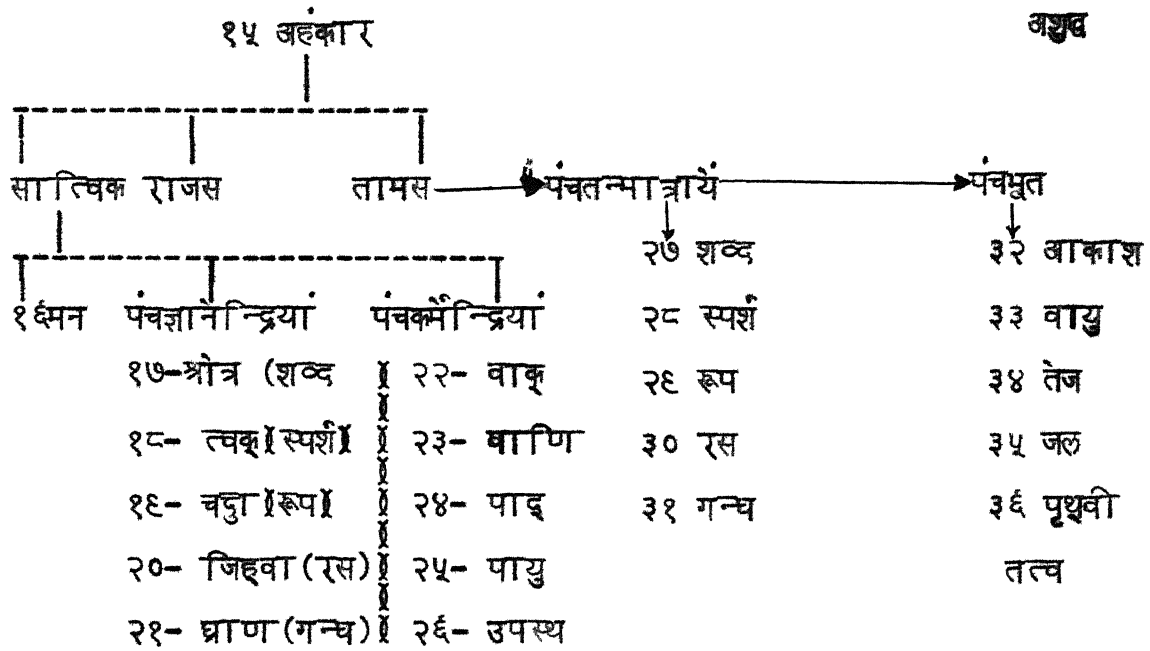 १५ अहंकार अशुद्ध
सात्त्विक राजस तामस पंचतन्मात्रायें पंचभूत
२७ शव्द ३२ आकाश
१६मन पंचज्ञानेन्द्रियां पंचकर्मेन्द्रियां २८ स्पर्श ३३ वायु
१७-श्रोत्र (शव्द ) २२- वाक् २९ रूप ३४ तेज
१८- त्वक्(स्पर्श) २३- पाणि ३० रस ३५ जल
१९- चक्षु(रूप) २४- पाद् ३१ गन्ध ३६ पृथ्वी
२०- जिह्वा(रस) २५- पायु तत्व
२१- घ्राण(गन्ध) २६- उपस्थ